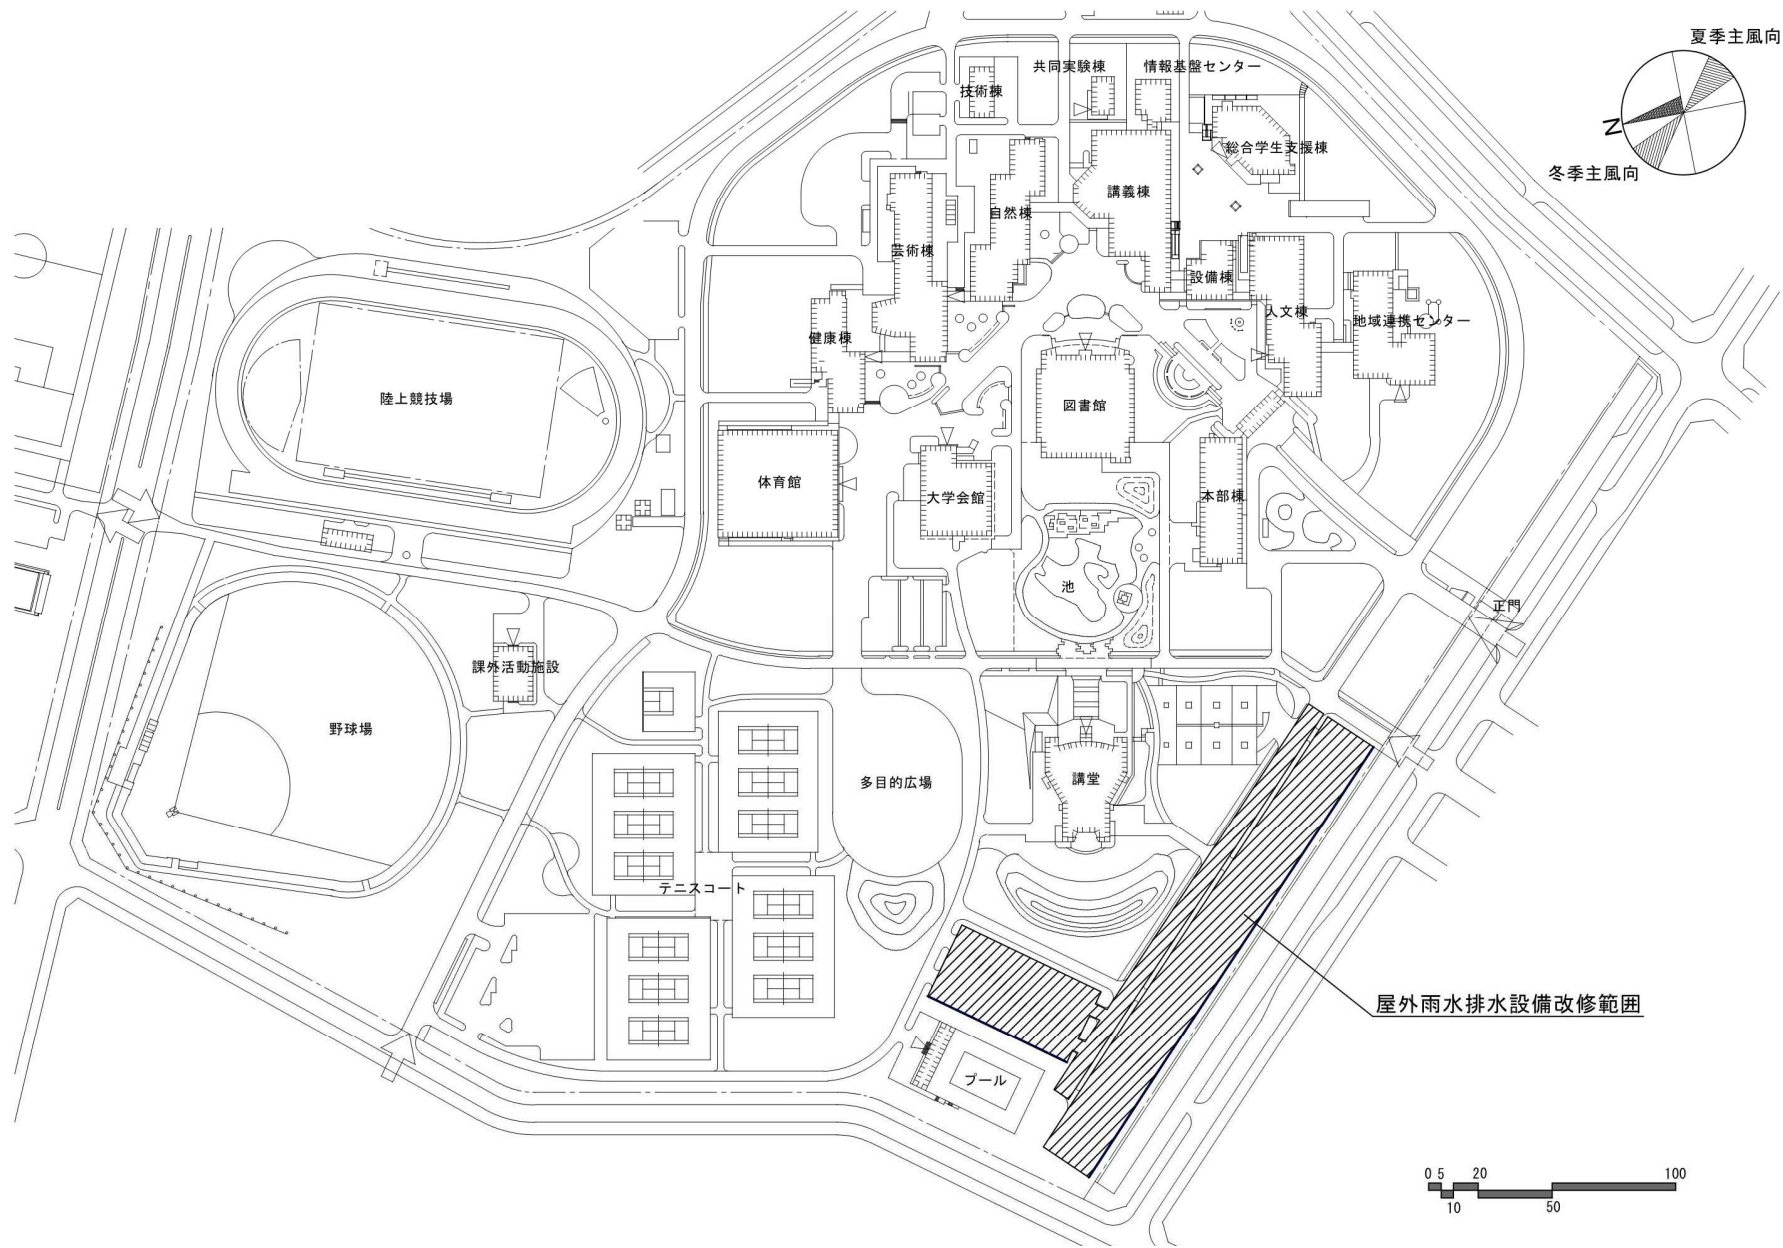 夏季主風向
N
冬季主風向
共同実験棟
情報基盤センター
技術棟
総合学生支援棟
講義棟
自然棟
芸術棟
設備棟
人文棟
地域連携センター
健康棟
陸上競技場
図書館
体育館
大学会館
本部棟
池
正門
課外活動施設
野球場
多目的広場
講堂
テニスコート
屋外雨水排水設備改修範囲
プール
0 5 20 100
10 50